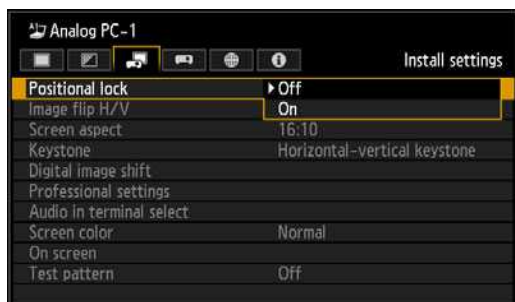 Analog PC-1
Install settings
Positional lock Off
Image flip H/V On
Screen aspect 16:10
Keystone Horizontal-vertical keystone
Digital image shift
Professional settings
Audio in terminal select
Screen color Normal
On screen
Test pattern Off